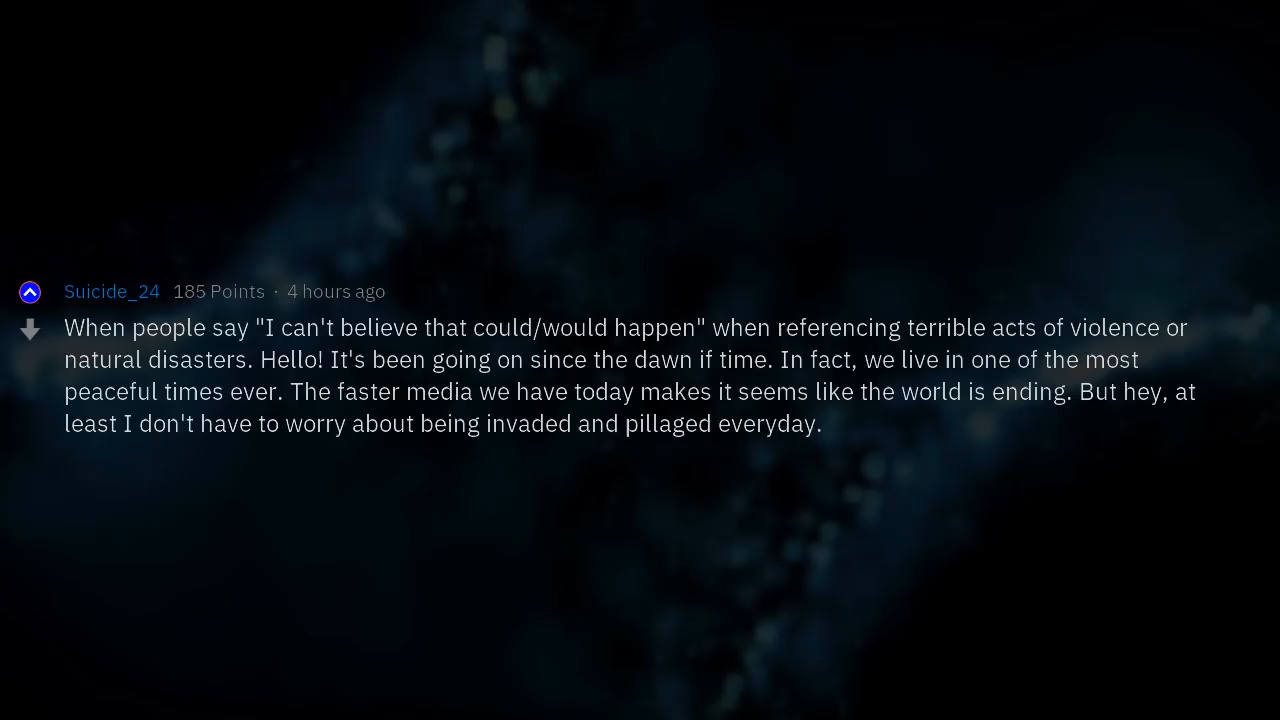 Suicide_24 185 Points · 4 hours ago
When people say "I can't believe that could/would happen" when referencing terrible acts of violence or
natural disasters. Hello! It's been going on since the dawn if time. In fact, we live in one of the most
peaceful times ever. The faster media we have today makes it seems like the world is ending. But hey, at
least I don't have to worry about being invaded and pillaged everyday.